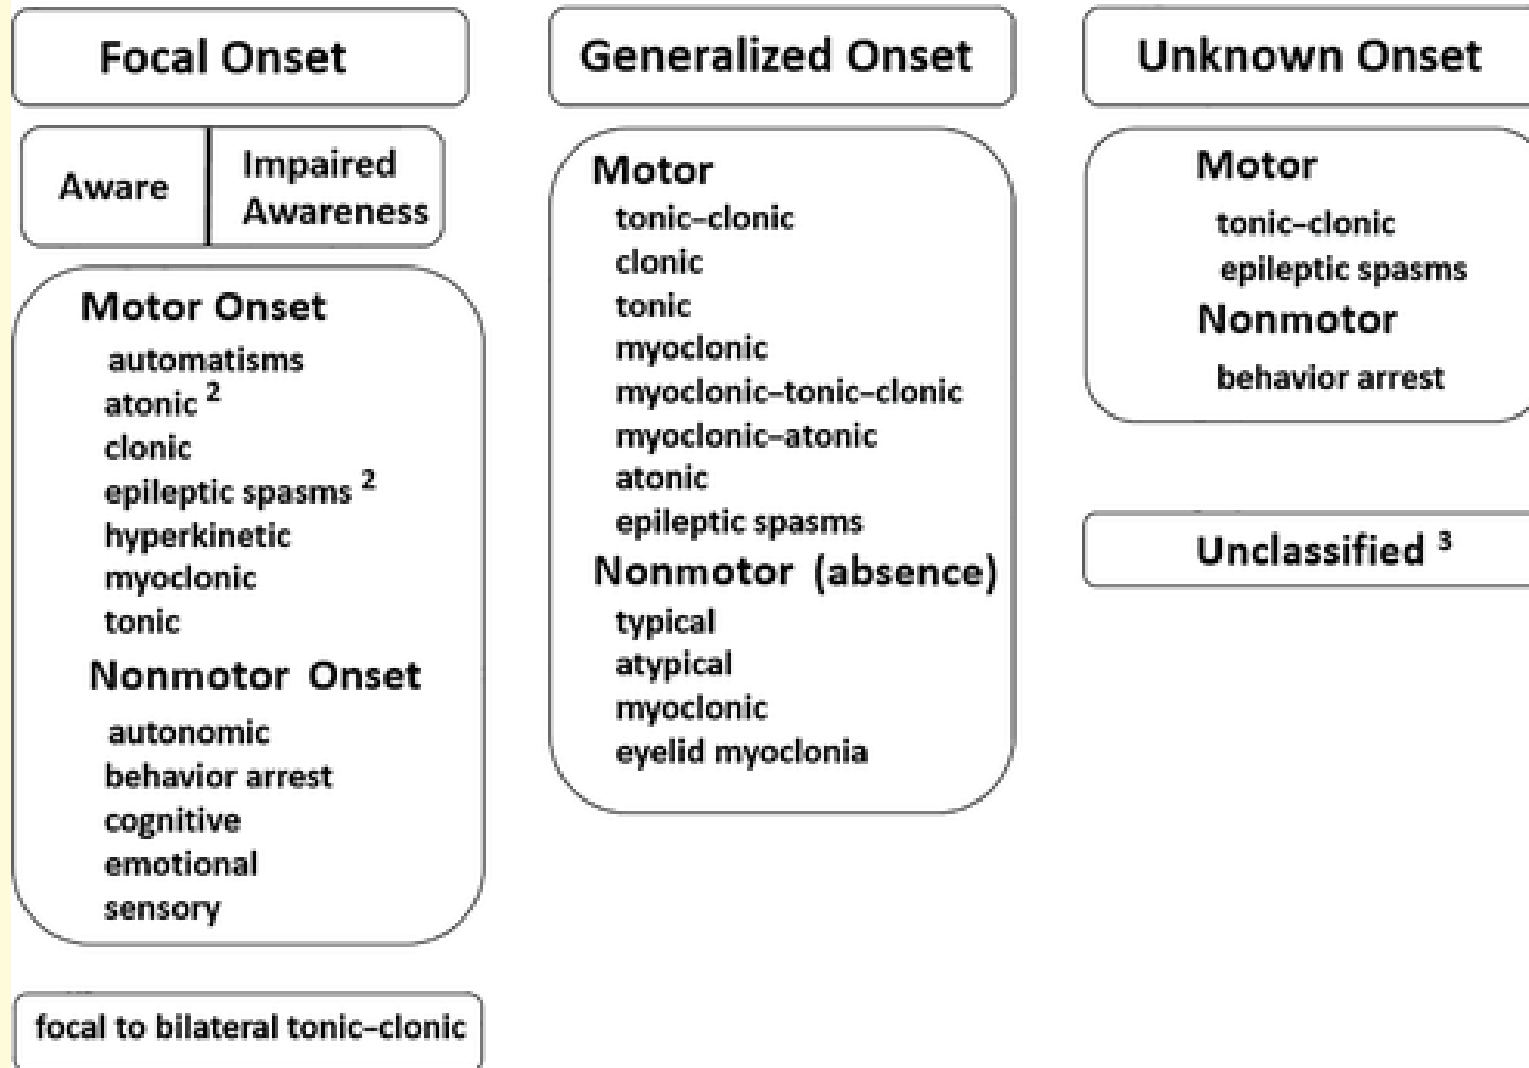 Focal Onset
Aware
Impaired
Awareness
Motor Onset
automatisms
atonic ²
clonic
epileptic spasms ²
hyperkinetic
myoclonic
tonic
Nonmotor Onset
autonomic
behavior arrest
cognitive
emotional
sensory
focal to bilateral tonic–clonic
Generalized Onset
Motor
tonic–clonic
clonic
tonic
myoclonic
myoclonic–tonic–clonic
myoclonic–atonic
atonic
epileptic spasms
Nonmotor (absence)
typical
atypical
myoclonic
eyelid myoclonia
Unknown Onset
Motor
tonic–clonic
epileptic spasms
Nonmotor
behavior arrest
Unclassified ³